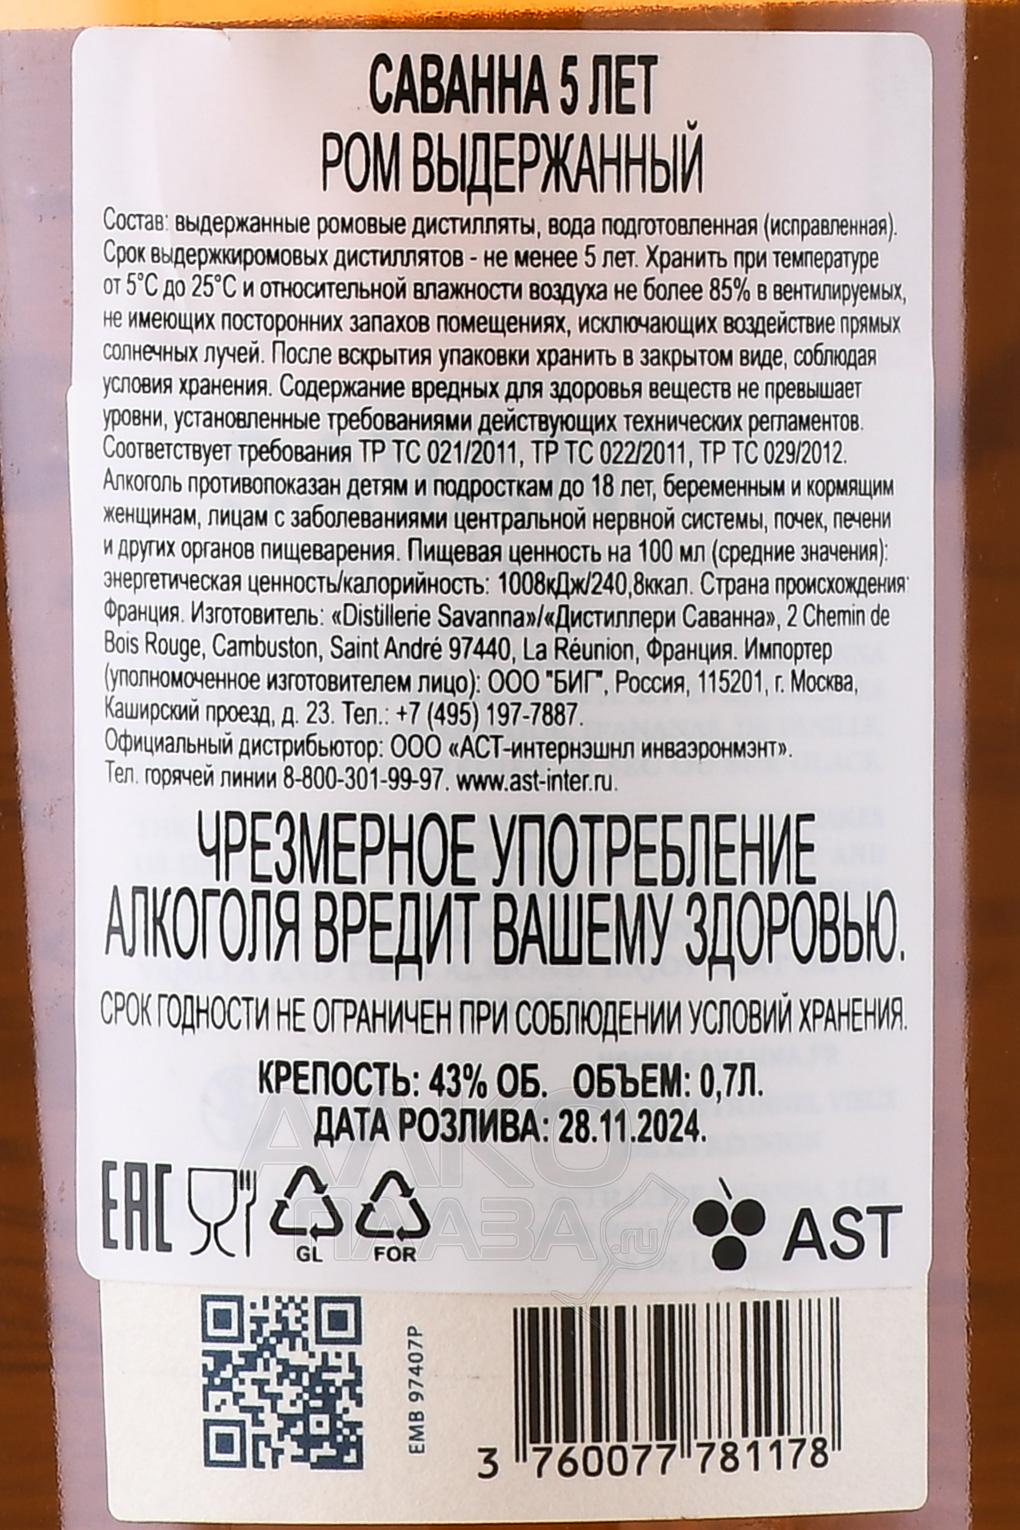 САВАННА 5 ЛЕТ
РОМ ВЫДЕРЖАННЫЙ
Состав: выдержанные ромовые дистилляты, вода подготовленная (исправленная).
Срок выдержкиромовых дистиллятов - не менее 5 лет. Хранить при температуре
от 5°С до 25°С и относительной влажности воздуха не более 85% в вентилируемых,
не имеющих посторонних запахов помещениях, исключающих воздействие прямых
солнечных лучей. После вскрытия упаковки хранить в закрытом виде, соблюдая
условия хранения. Содержание вредных для здоровья веществ не превышает
уровни, установленные требованиями действующих технических регламентов.
Соответствует требования ТР ТС 021/2011, ТР ТС 022/2011, ТР ТС 029/2012.
Алкоголь противопоказан детям и подросткам до 18 лет, беременным и кормящим
женщинам, лицам с заболеваниями центральной нервной системы, почек, печени
и других органов пищеварения. Пищевая ценность на 100 мл (средние значения):
энергетическая ценность/калорийность: 1008кДж/240,8ккал. Страна происхождения:
Франция. Изготовитель: «Distillerie Savanna»/«Дистиллери Саванна», 2 Chemin de
Bois Rouge, Cambuston, Saint André 97440, La Réunion, Франция. Импортер
(уполномоченное изготовителем лицо): ООО "БИГ", Россия, 115201, г. Москва,
Каширский проезд, д. 23. Тел.: +7 (495) 197-7887.
Официальный дистрибьютор: ООО «АСТ-интернэшнл инваэронмэнт».
Тел. горячей линии 8-800-301-99-97. www.ast-inter.ru.
ЧРЕЗМЕРНОЕ УПОТРЕБЛЕНИЕ
АЛКОГОЛЯ ВРЕДИТ ВАШЕМУ ЗДОРОВЬЮ.
СРОК ГОДНОСТИ НЕ ОГРАНИЧЕН ПРИ СОБЛЮДЕНИИ УСЛОВИЙ ХРАНЕНИЯ.
КРЕПОСТЬ: 43% ОБ. ОБЪЕМ: 0,7Л.
ДАТА РОЗЛИВА: 28.11.2024.
АЛКО
ПЛАЗА.ru
EAC
GL
FOR
AST
EMB 97407P
3 760077 781178